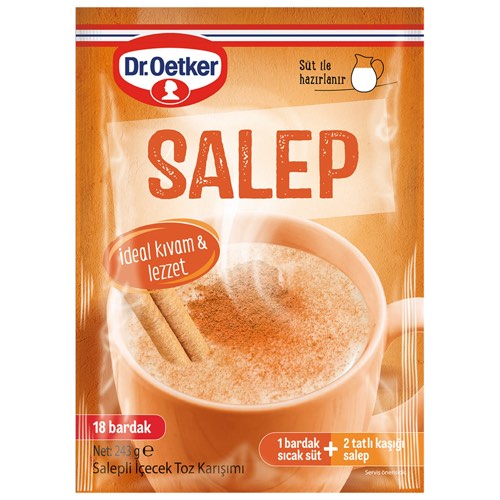 Dr.Oetker
Süt ile
hazırlanır
SALEP
ideal kıvam &
lezzet
18 bardak
Net: 243 g ℮
Salepli İçecek Toz Karışımı
1 bardak
sıcak süt
+
2 tatlı kaşığı
salep
Servis önerisidir.